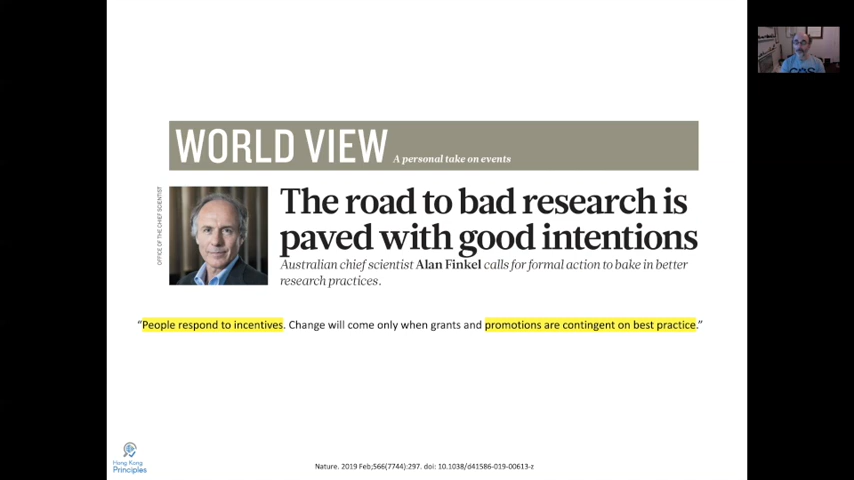 WORLD VIEW A personal take on events
OFFICE OF THE CHIEF SCIENTIST
The road to bad research is
paved with good intentions
Australian chief scientist Alan Finkel calls for formal action to bake in better
research practices.
“People respond to incentives. Change will come only when grants and promotions are contingent on best practice.”
Hong Kong
Principles
Nature. 2019 Feb;566(7744):297. doi: 10.1038/d41586-019-00613-z
COS